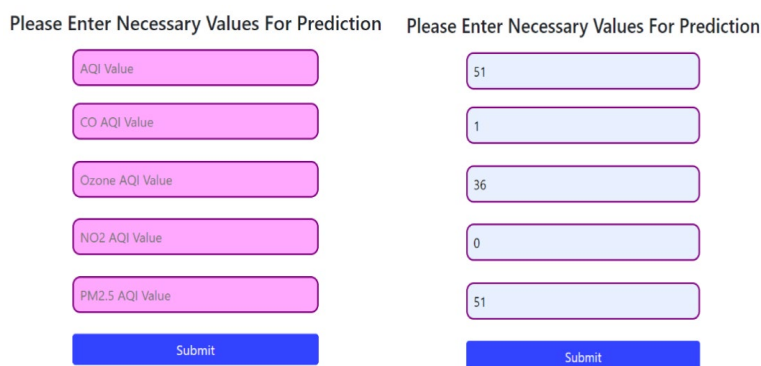 Please Enter Necessary Values For Prediction
AQI Value
CO AQI Value
Ozone AQI Value
NO2 AQI Value
PM2.5 AQI Value
Submit
Please Enter Necessary Values For Prediction
51
1
36
0
51
Submit